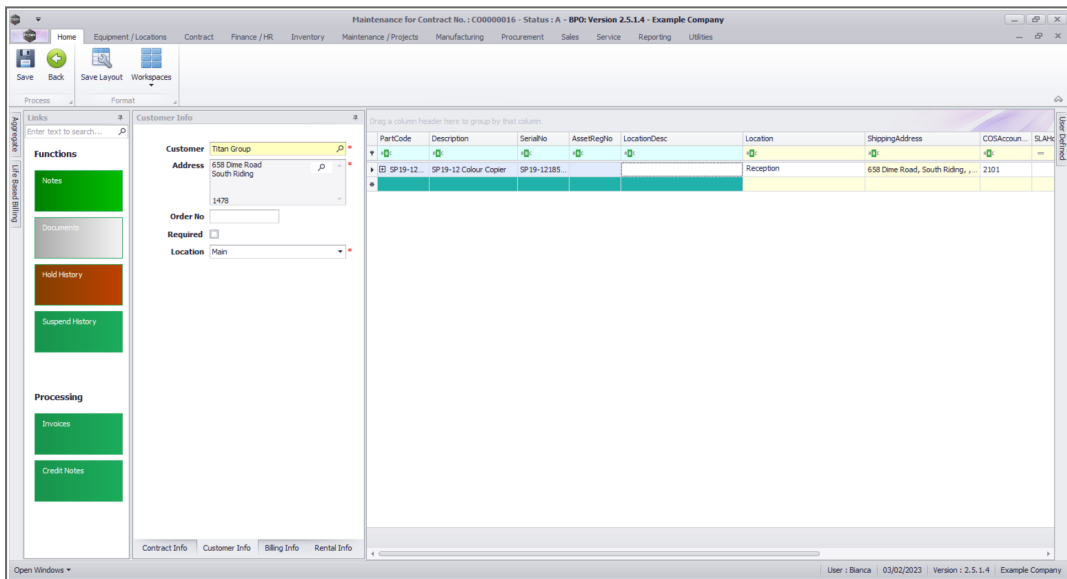 Maintenance for Contract No. : CO0000016 - Status : A - BPO: Version 2.5.1.4 - Example Company
Home Equipment / Locations Contract Finance / HR Inventory Maintenance / Projects Manufacturing Procurement Sales Service Reporting Utilities
Save Back Save Layout Workspaces
Process Format
Aggregate
Life Based Billing
Links
Enter text to search...
Functions
Notes
Documents
Hold History
Suspend History
Processing
Invoices
Credit Notes
Customer Info
Customer Titan Group *
Address 658 Dime Road *
South Riding
1478
Order No
Required
Location Main *
Contract Info Customer Info Billing Info Rental Info
Drag a column header here to group by that column
PartCode Description SerialNo AssetRegNo LocationDesc Location ShippingAddress COSAccoun... SLAHo
SP19-12... SP19-12 Colour Copier SP19-12185... Reception 658 Dime Road, South Riding, ,... 2101
User Defined
Open Windows User : Bianca 03/02/2023 Version : 2.5.1.4 Example Company